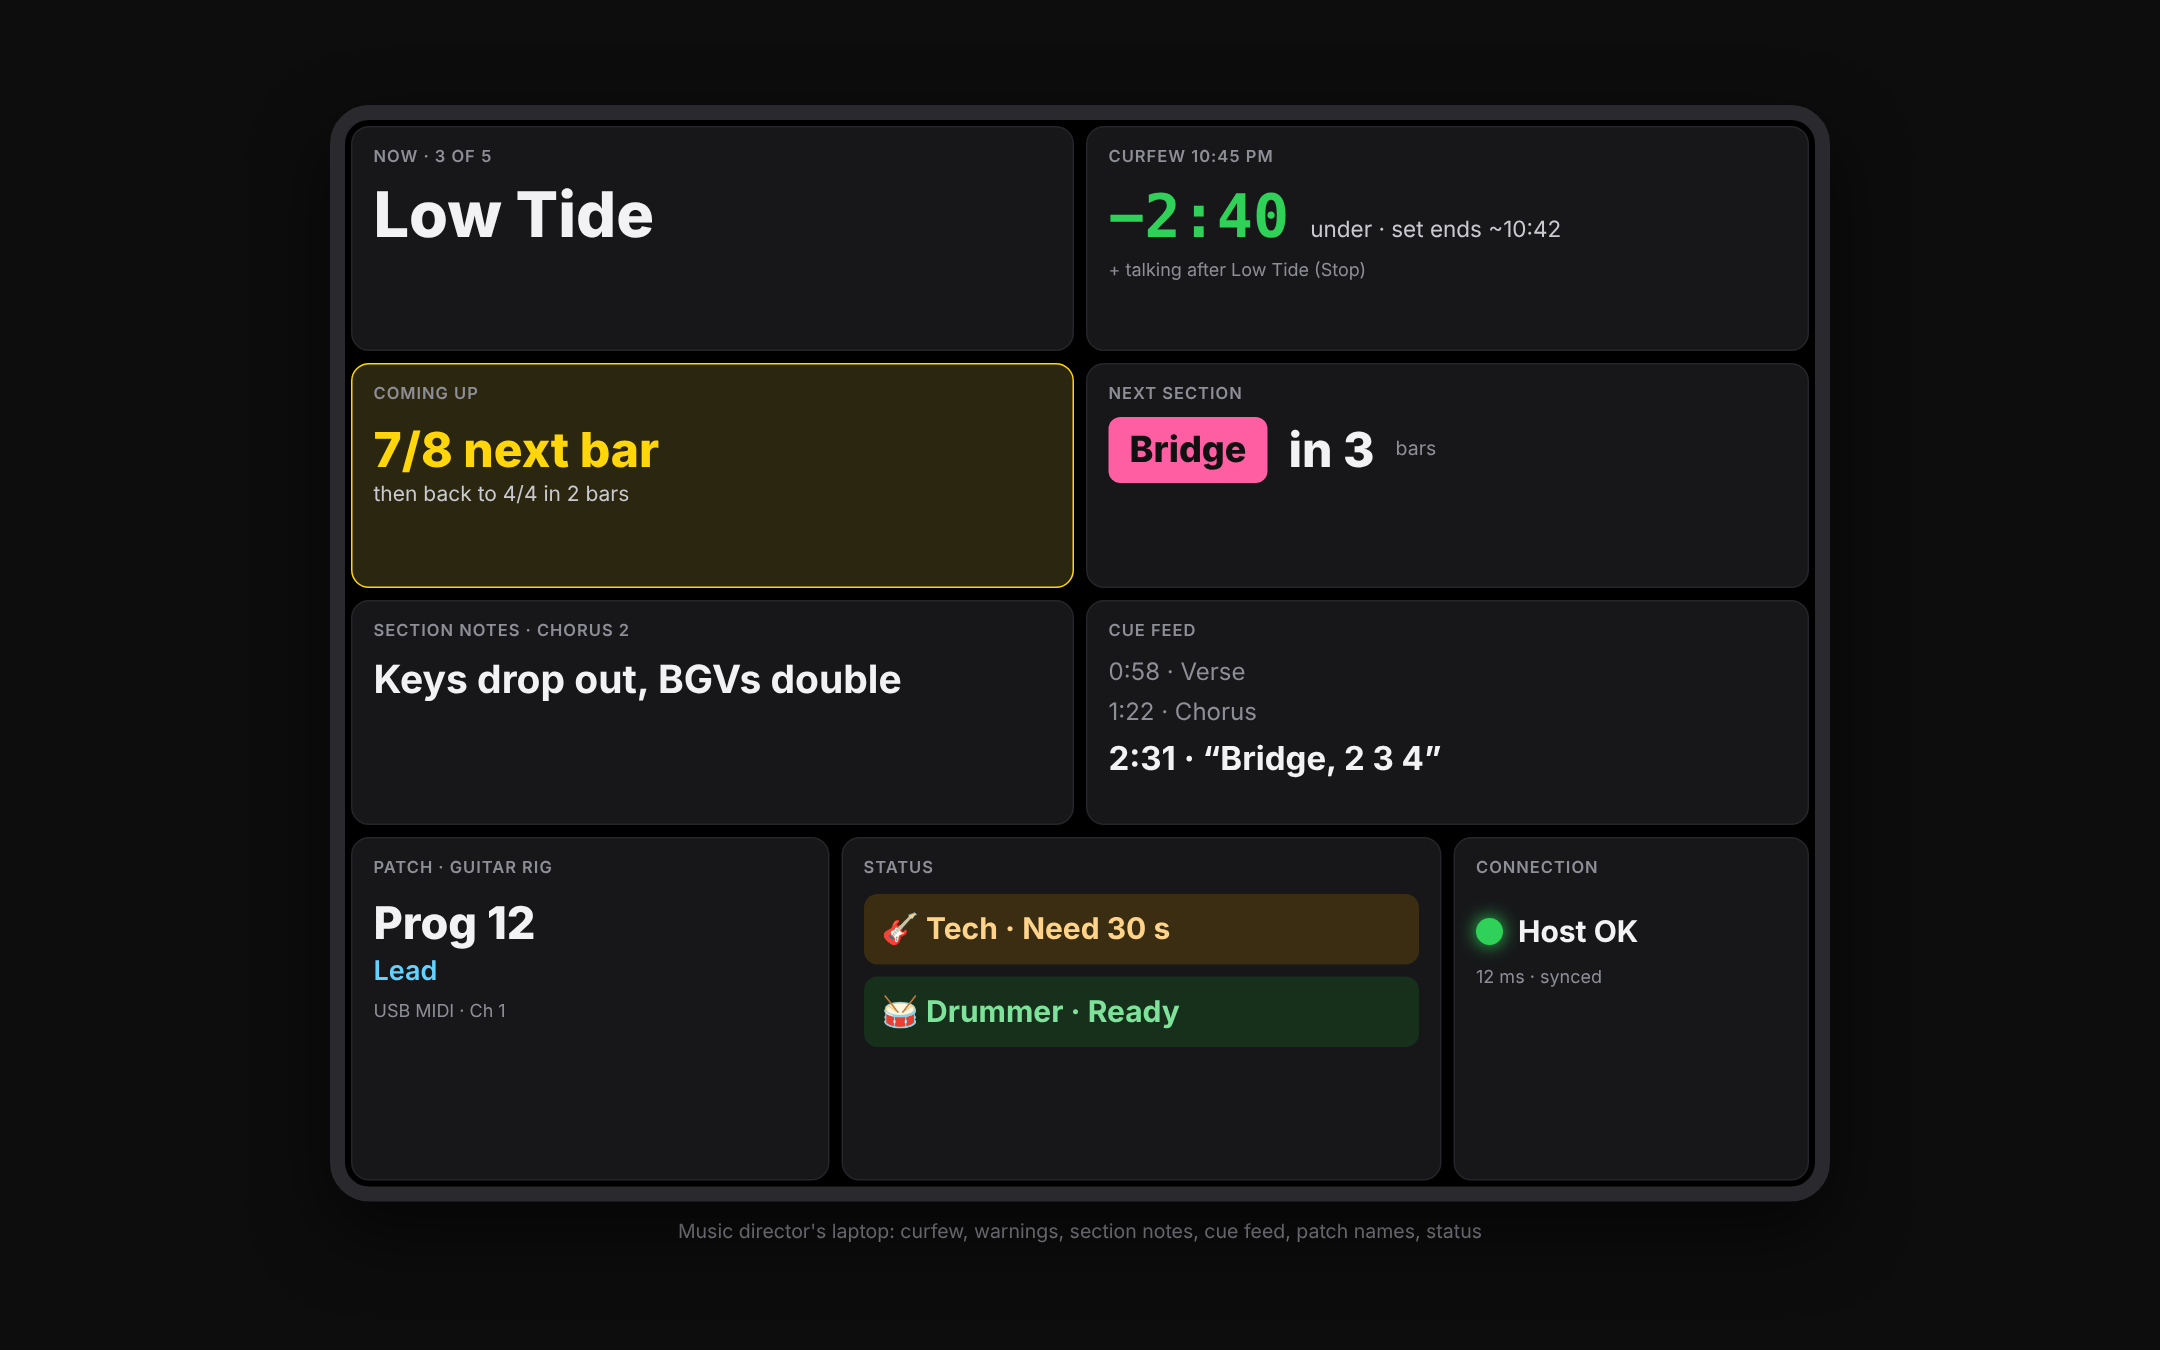 NOW · 3 OF 5
Low Tide
CURFEW 10:45 PM
−2:40 under · set ends ~10:42
+ talking after Low Tide (Stop)
COMING UP
7/8 next bar
then back to 4/4 in 2 bars
NEXT SECTION
Bridge in 3 bars
SECTION NOTES · CHORUS 2
Keys drop out, BGVs double
CUE FEED
0:58 · Verse
1:22 · Chorus
2:31 · “Bridge, 2 3 4”
PATCH · GUITAR RIG
Prog 12
Lead
USB MIDI · Ch 1
STATUS
🎸 Tech · Need 30 s
🥁 Drummer · Ready
CONNECTION
Host OK
12 ms · synced
Music director's laptop: curfew, warnings, section notes, cue feed, patch names, status